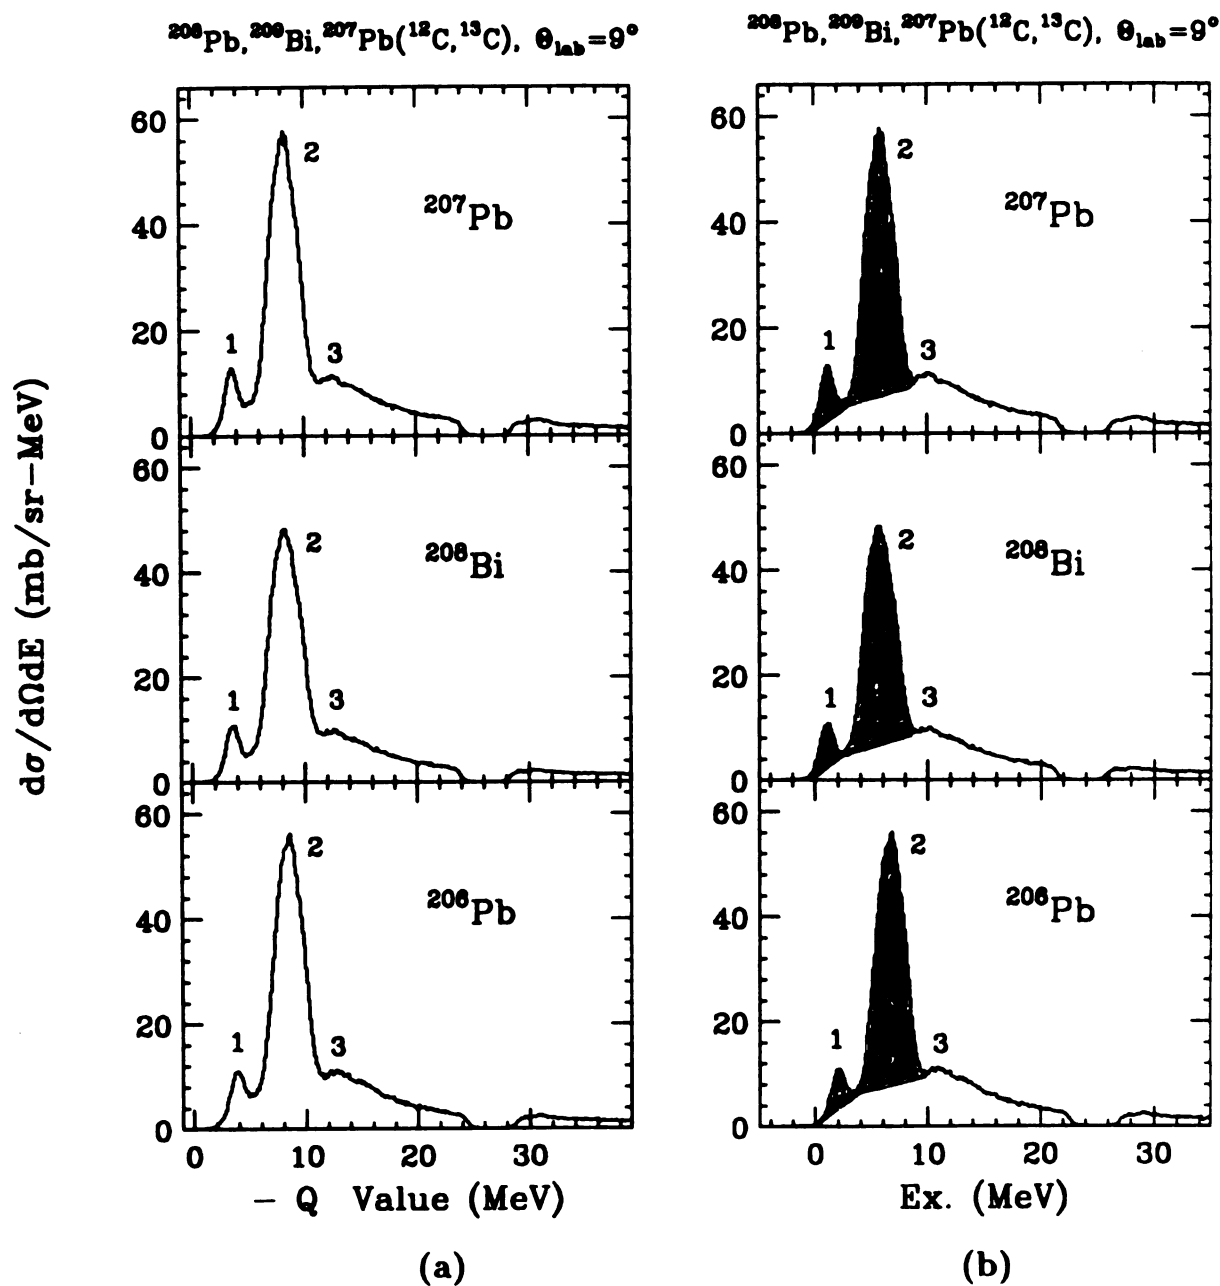 ²⁰⁸Pb,²⁰⁹Bi,²⁰⁷Pb(¹²C,¹³C), Θlab=9°
²⁰⁸Pb,²⁰⁹Bi,²⁰⁷Pb(¹²C,¹³C), Θlab=9°
dσ/dΩdE (mb/sr−MeV)
60
40
20
0
1
2
3
²⁰⁷Pb
60
40
20
0
1
2
3
²⁰⁸Bi
60
40
20
0
1
2
3
²⁰⁶Pb
0 10 20 30
− Q Value (MeV)
(a)
60
40
20
0
1
2
3
²⁰⁷Pb
60
40
20
0
1
2
3
²⁰⁸Bi
60
40
20
0
1
2
3
²⁰⁶Pb
0 10 20 30
Ex. (MeV)
(b)